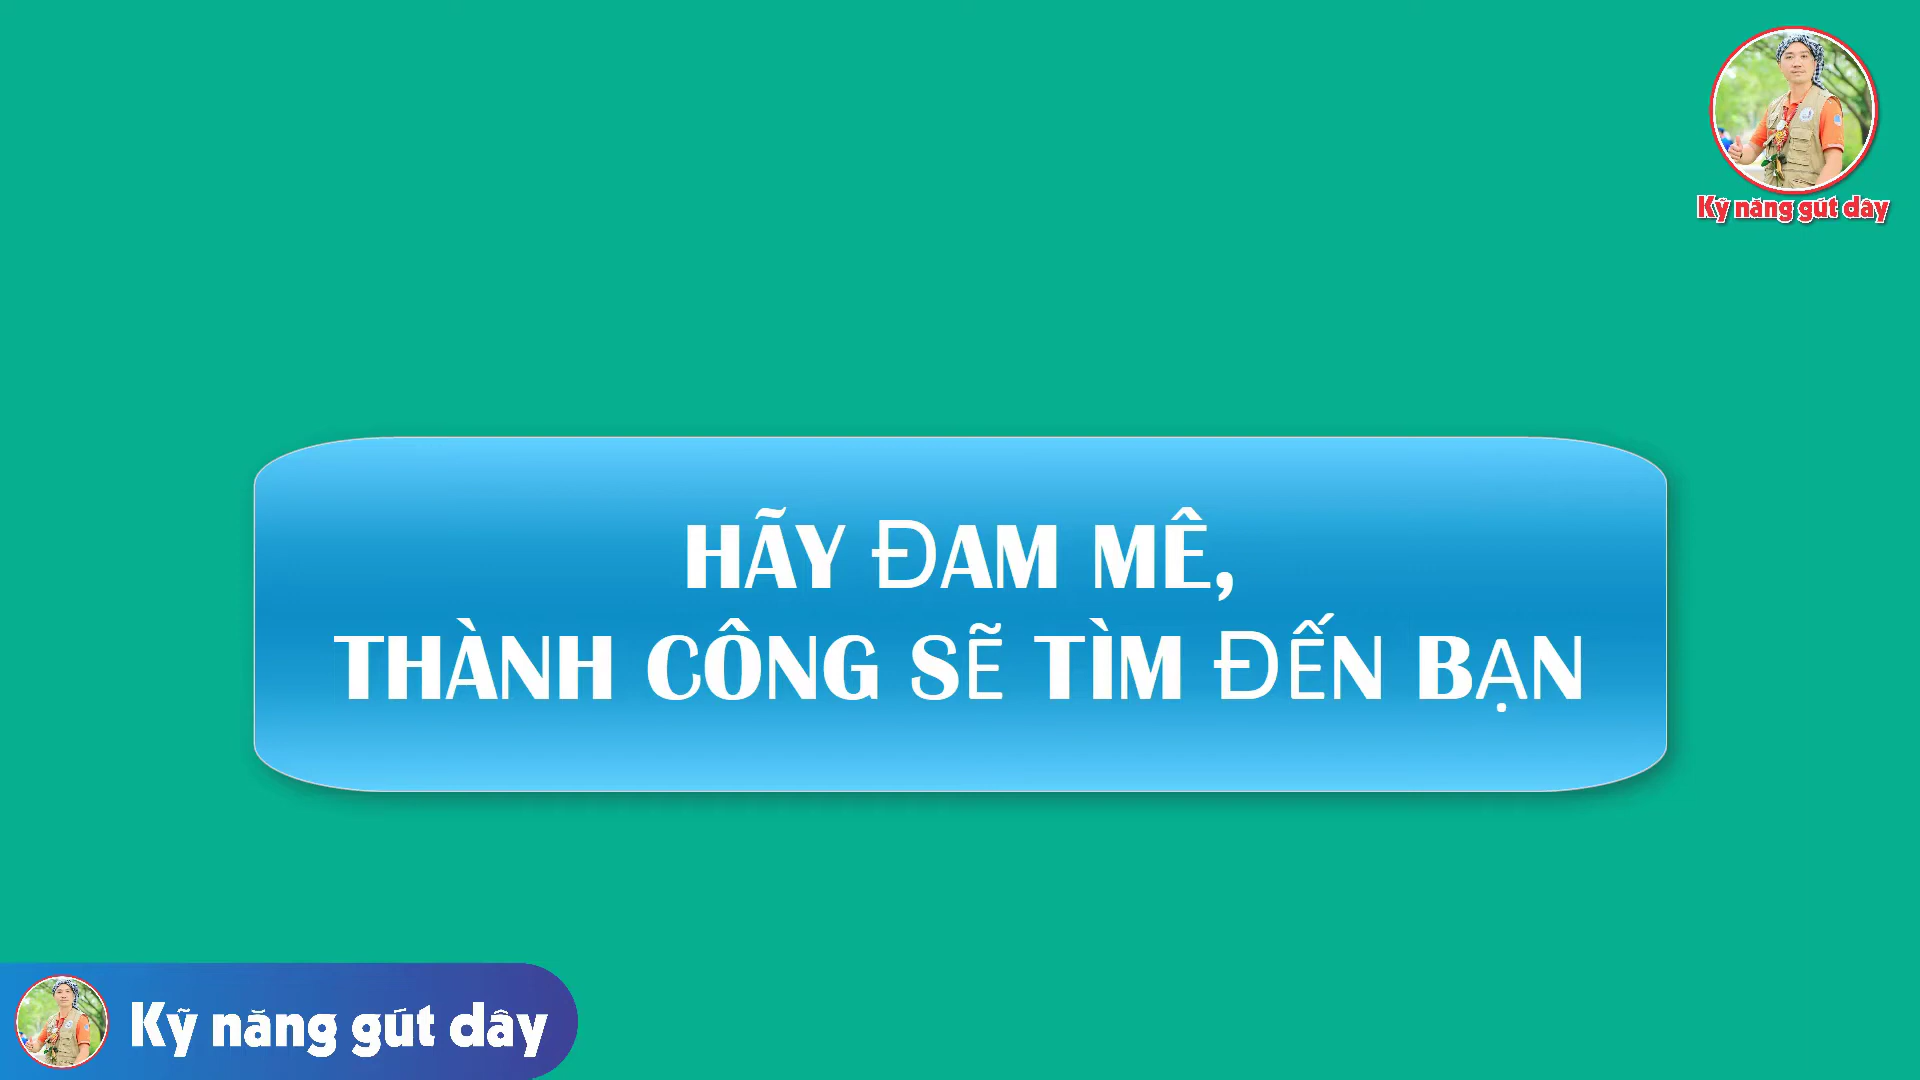 Kỹ năng gút dây
HÃY ĐAM MÊ,
THÀNH CÔNG SẼ TÌM ĐẾN BẠN
Kỹ năng gút dây